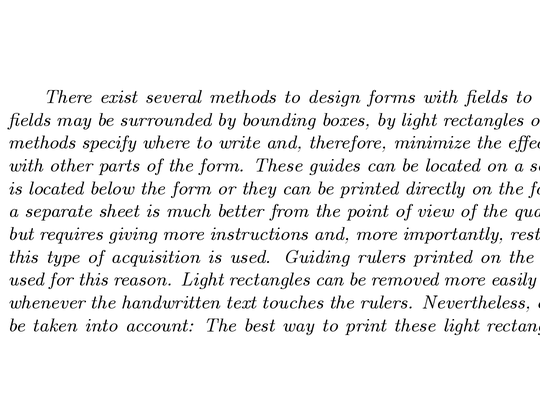 There exist several methods to design forms with fields to
fields may be surrounded by bounding boxes, by light rectangles o
methods specify where to write and, therefore, minimize the effe
with other parts of the form. These guides can be located on a s
is located below the form or they can be printed directly on the fo
a separate sheet is much better from the point of view of the qua
but requires giving more instructions and, more importantly, rest
this type of acquisition is used. Guiding rulers printed on the
used for this reason. Light rectangles can be removed more easily
whenever the handwritten text touches the rulers. Nevertheless,
be taken into account: The best way to print these light rectang